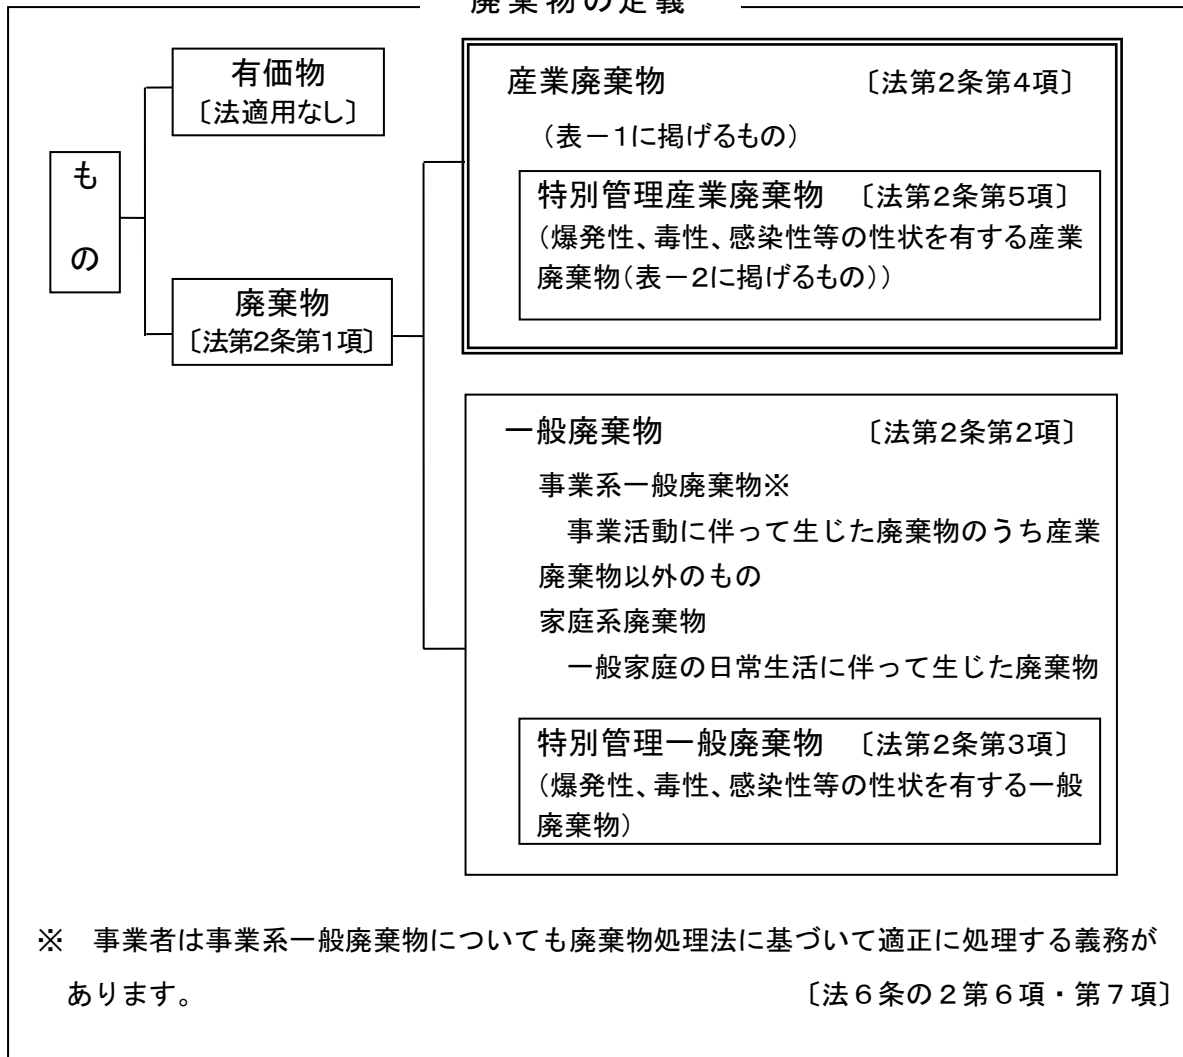 廃棄物の定義
有価物
〔法適用なし〕
もの
廃棄物
〔法第2条第1項〕
産業廃棄物 〔法第2条第4項〕
（表－1に掲げるもの）
特別管理産業廃棄物 〔法第2条第5項〕
（爆発性、毒性、感染性等の性状を有する産業
廃棄物（表－2に掲げるもの））
一般廃棄物 〔法第2条第2項〕
事業系一般廃棄物※
事業活動に伴って生じた廃棄物のうち産業
廃棄物以外のもの
家庭系廃棄物
一般家庭の日常生活に伴って生じた廃棄物
特別管理一般廃棄物 〔法第2条第3項〕
（爆発性、毒性、感染性等の性状を有する一般
廃棄物）
※ 事業者は事業系一般廃棄物についても廃棄物処理法に基づいて適正に処理する義務が
あります。 〔法６条の２第６項・第７項〕